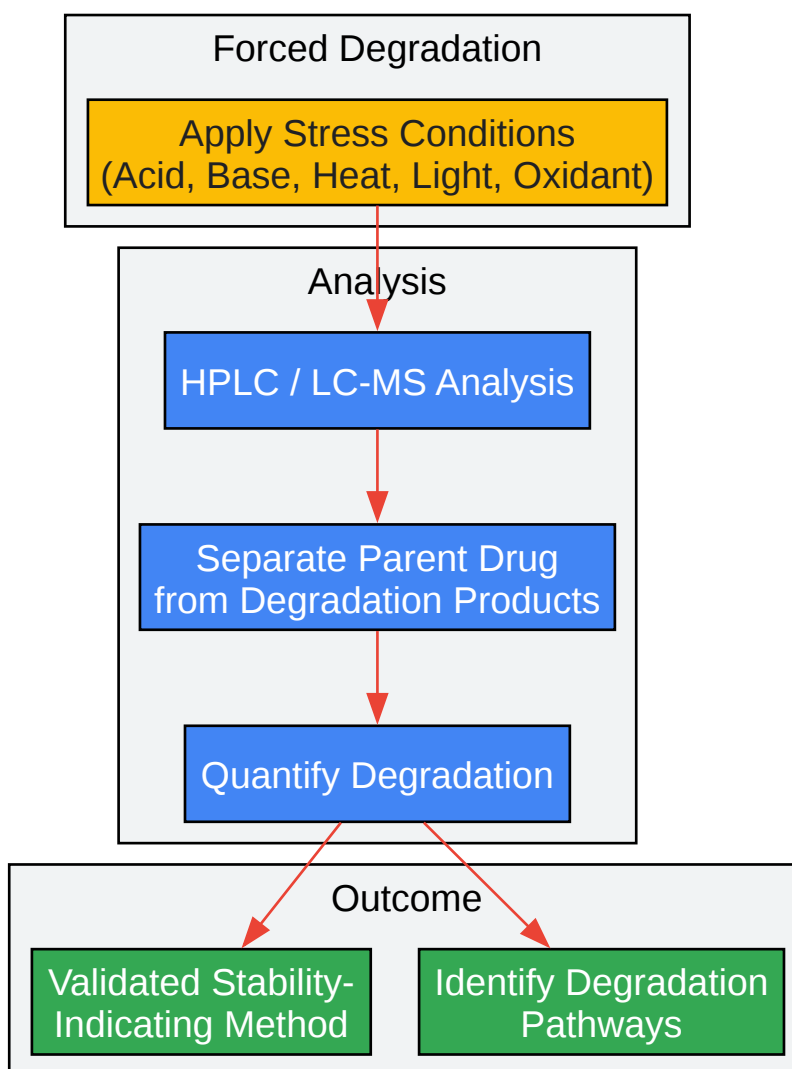 Forced Degradation
Apply Stress Conditions
(Acid, Base, Heat, Light, Oxidant)
Analysis
HPLC / LC-MS Analysis
Separate Parent Drug
from Degradation Products
Quantify Degradation
Outcome
Validated Stability-
Indicating Method
Identify Degradation
Pathways